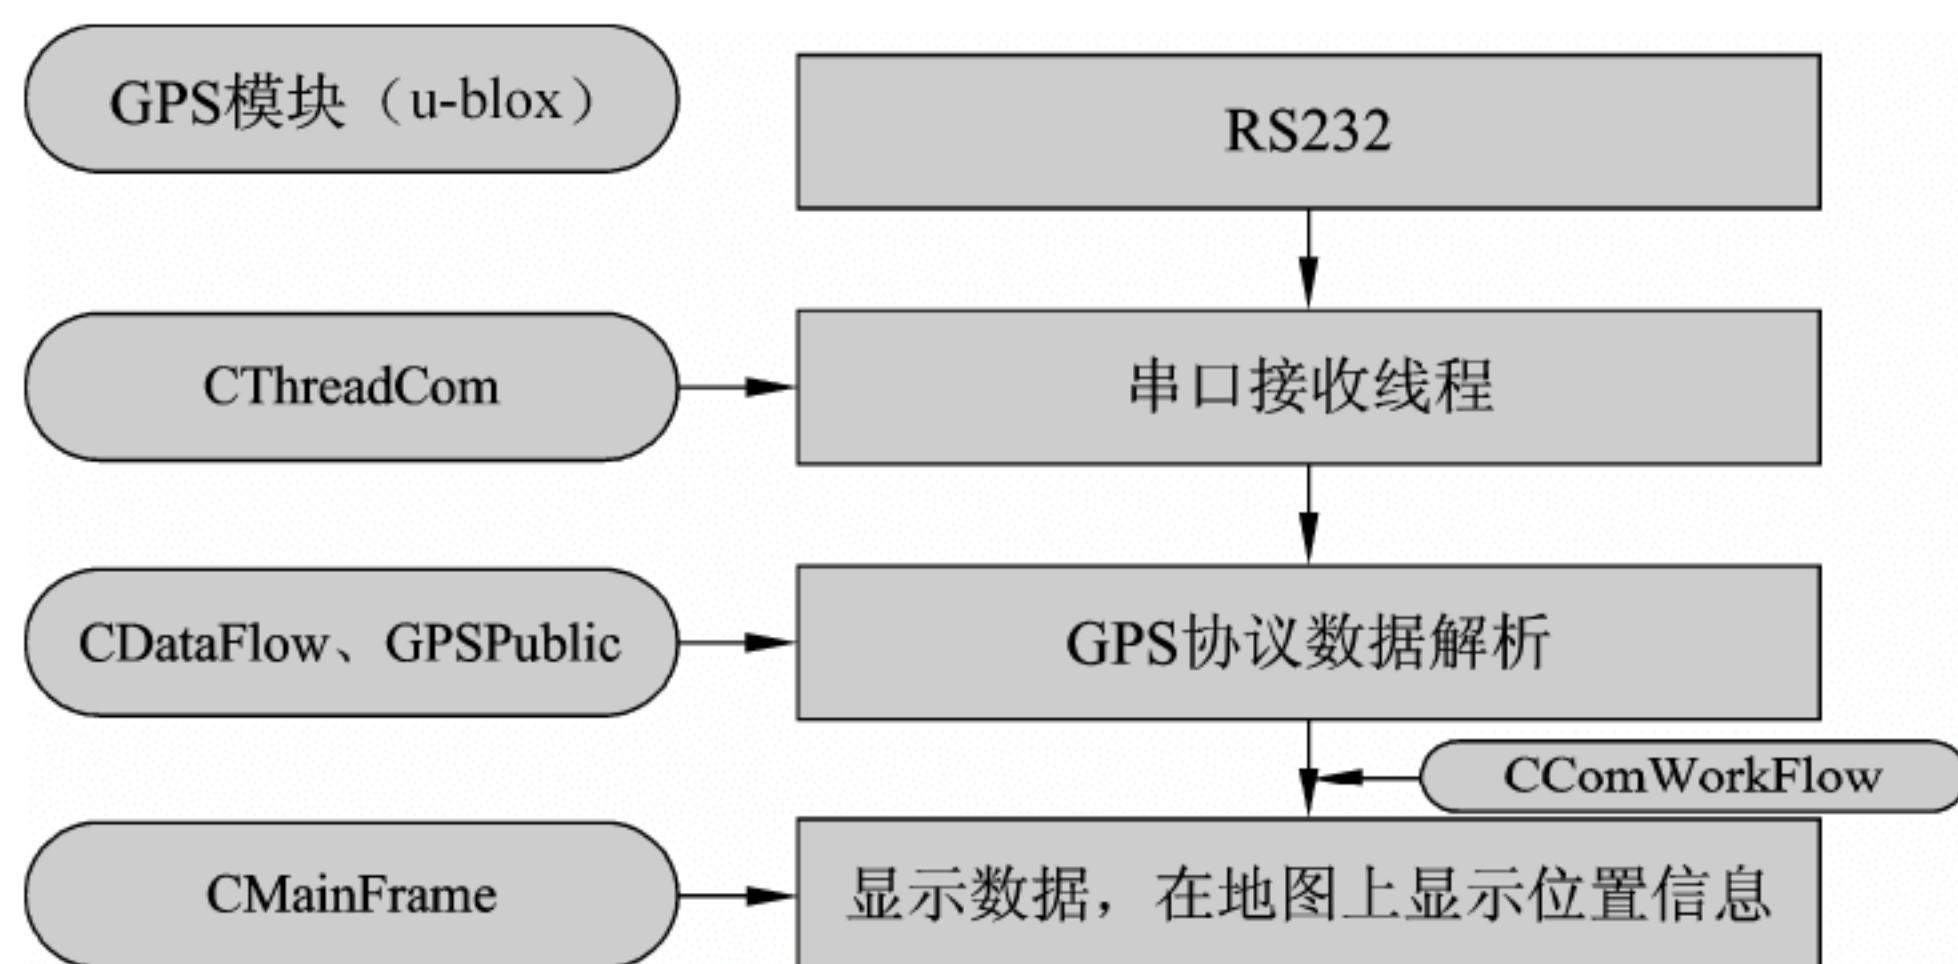 GPS模块（u-blox）
RS232
CThreadCom
串口接收线程
CDataFlow、GPSPublic
GPS协议数据解析
CComWorkFlow
CMainFrame
显示数据，在地图上显示位置信息